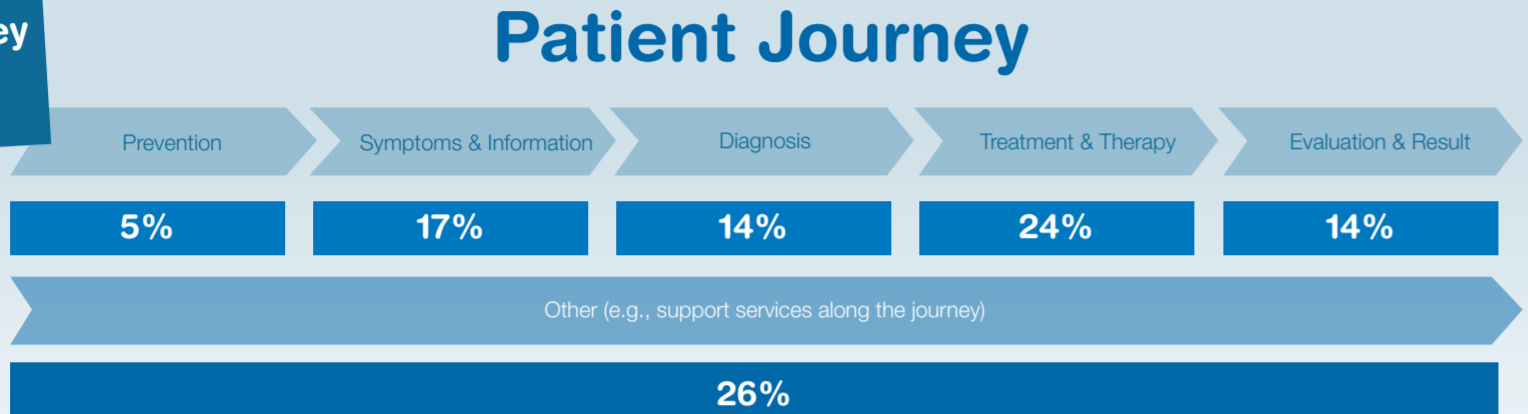 ey
Patient Journey
Prevention
Symptoms & Information
Diagnosis
Treatment & Therapy
Evaluation & Result
5%
17%
14%
24%
14%
Other (e.g., support services along the journey)
26%